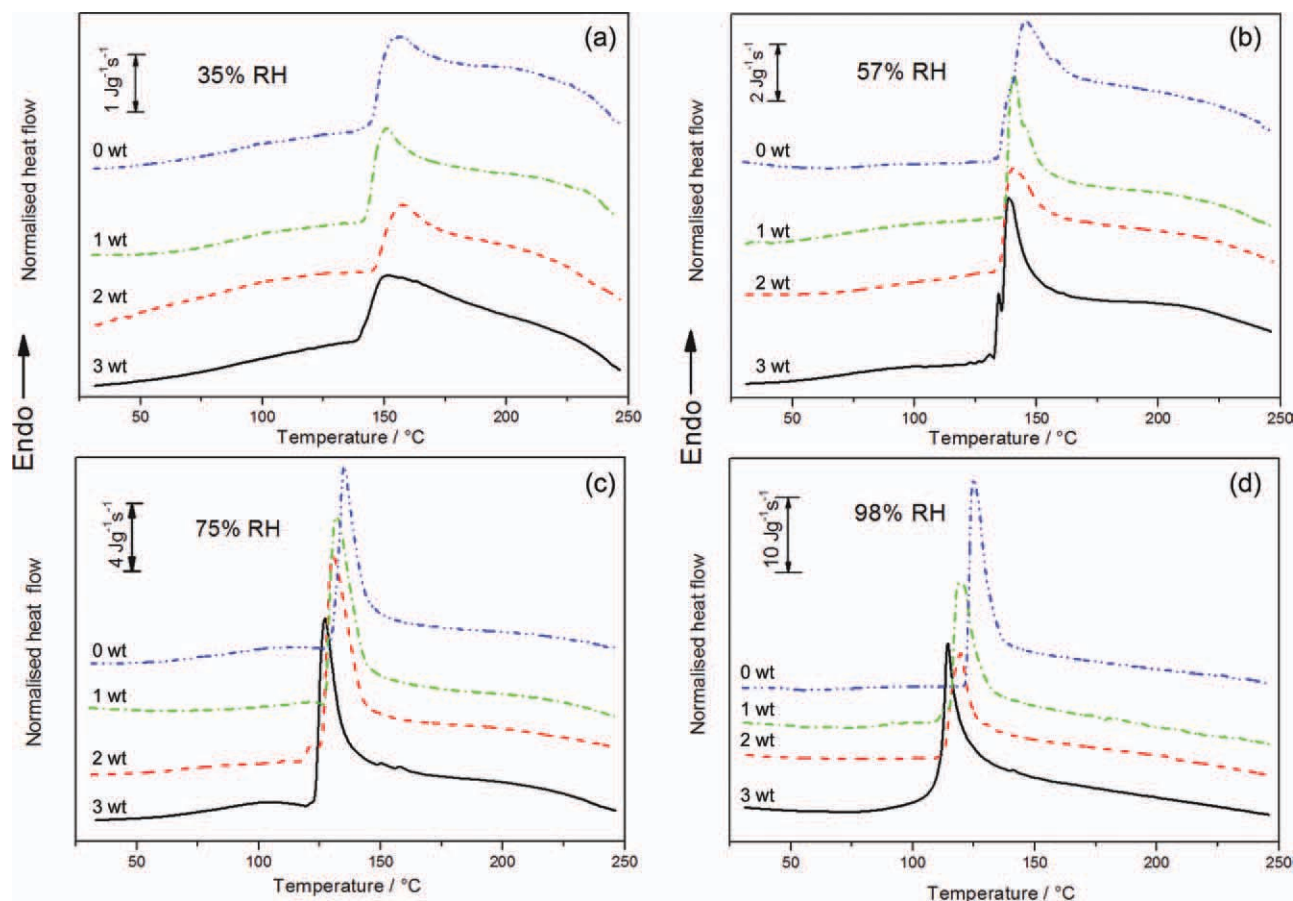 (a)
1 Jg⁻¹s⁻¹
35% RH
Normalised heat flow
0 wt
1 wt
2 wt
3 wt
50 100 150 200 250
Temperature / °C
(b)
2 Jg⁻¹s⁻¹
57% RH
Normalised heat flow
0 wt
1 wt
2 wt
3 wt
50 100 150 200 250
Temperature / °C
Endo
Endo
(c)
4 Jg⁻¹s⁻¹
75% RH
Normalised heat flow
0 wt
1 wt
2 wt
3 wt
50 100 150 200 250
Temperature / °C
(d)
10 Jg⁻¹s⁻¹
98% RH
Normalised heat flow
0 wt
1 wt
2 wt
3 wt
50 100 150 200 250
Temperature / °C